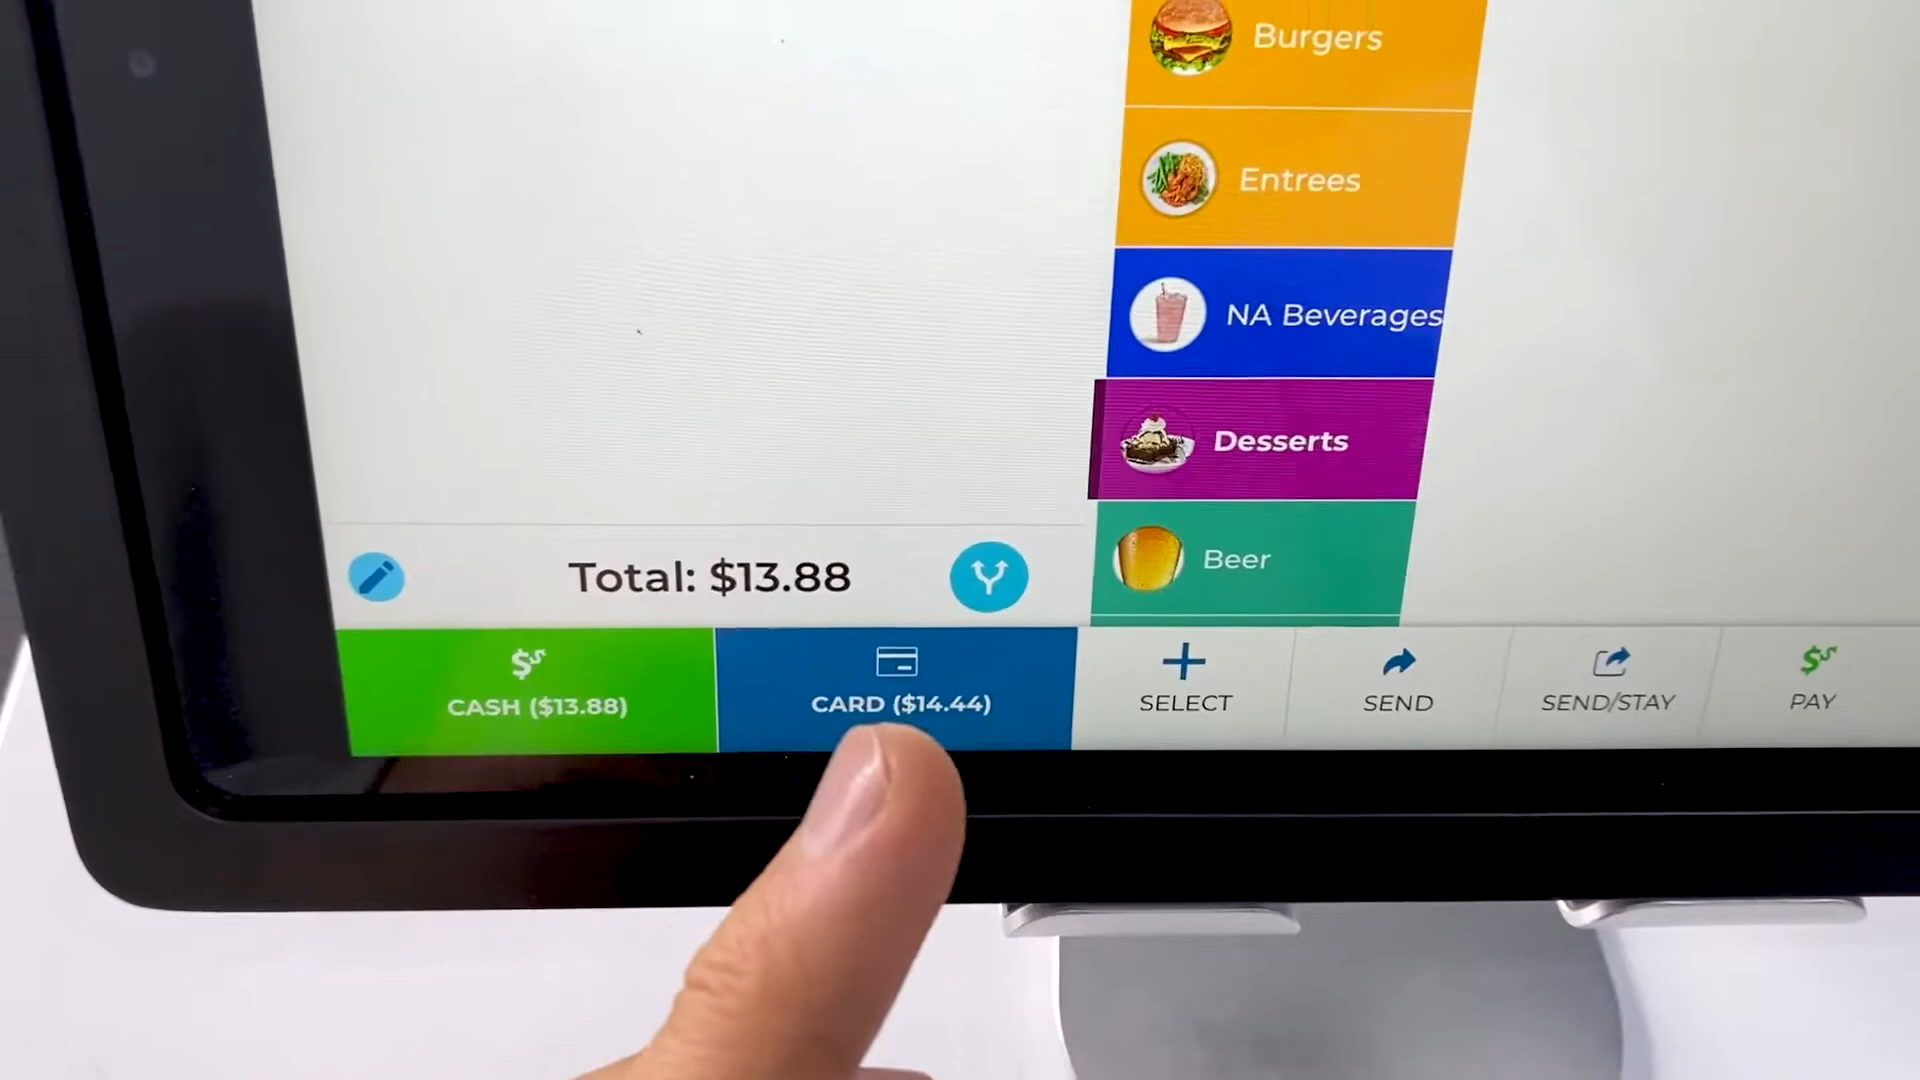 Burgers
Entrees
NA Beverages
Desserts
Beer
Total: $13.88
CASH ($13.88)
CARD ($14.44)
SELECT
SEND
SEND/STAY
PAY